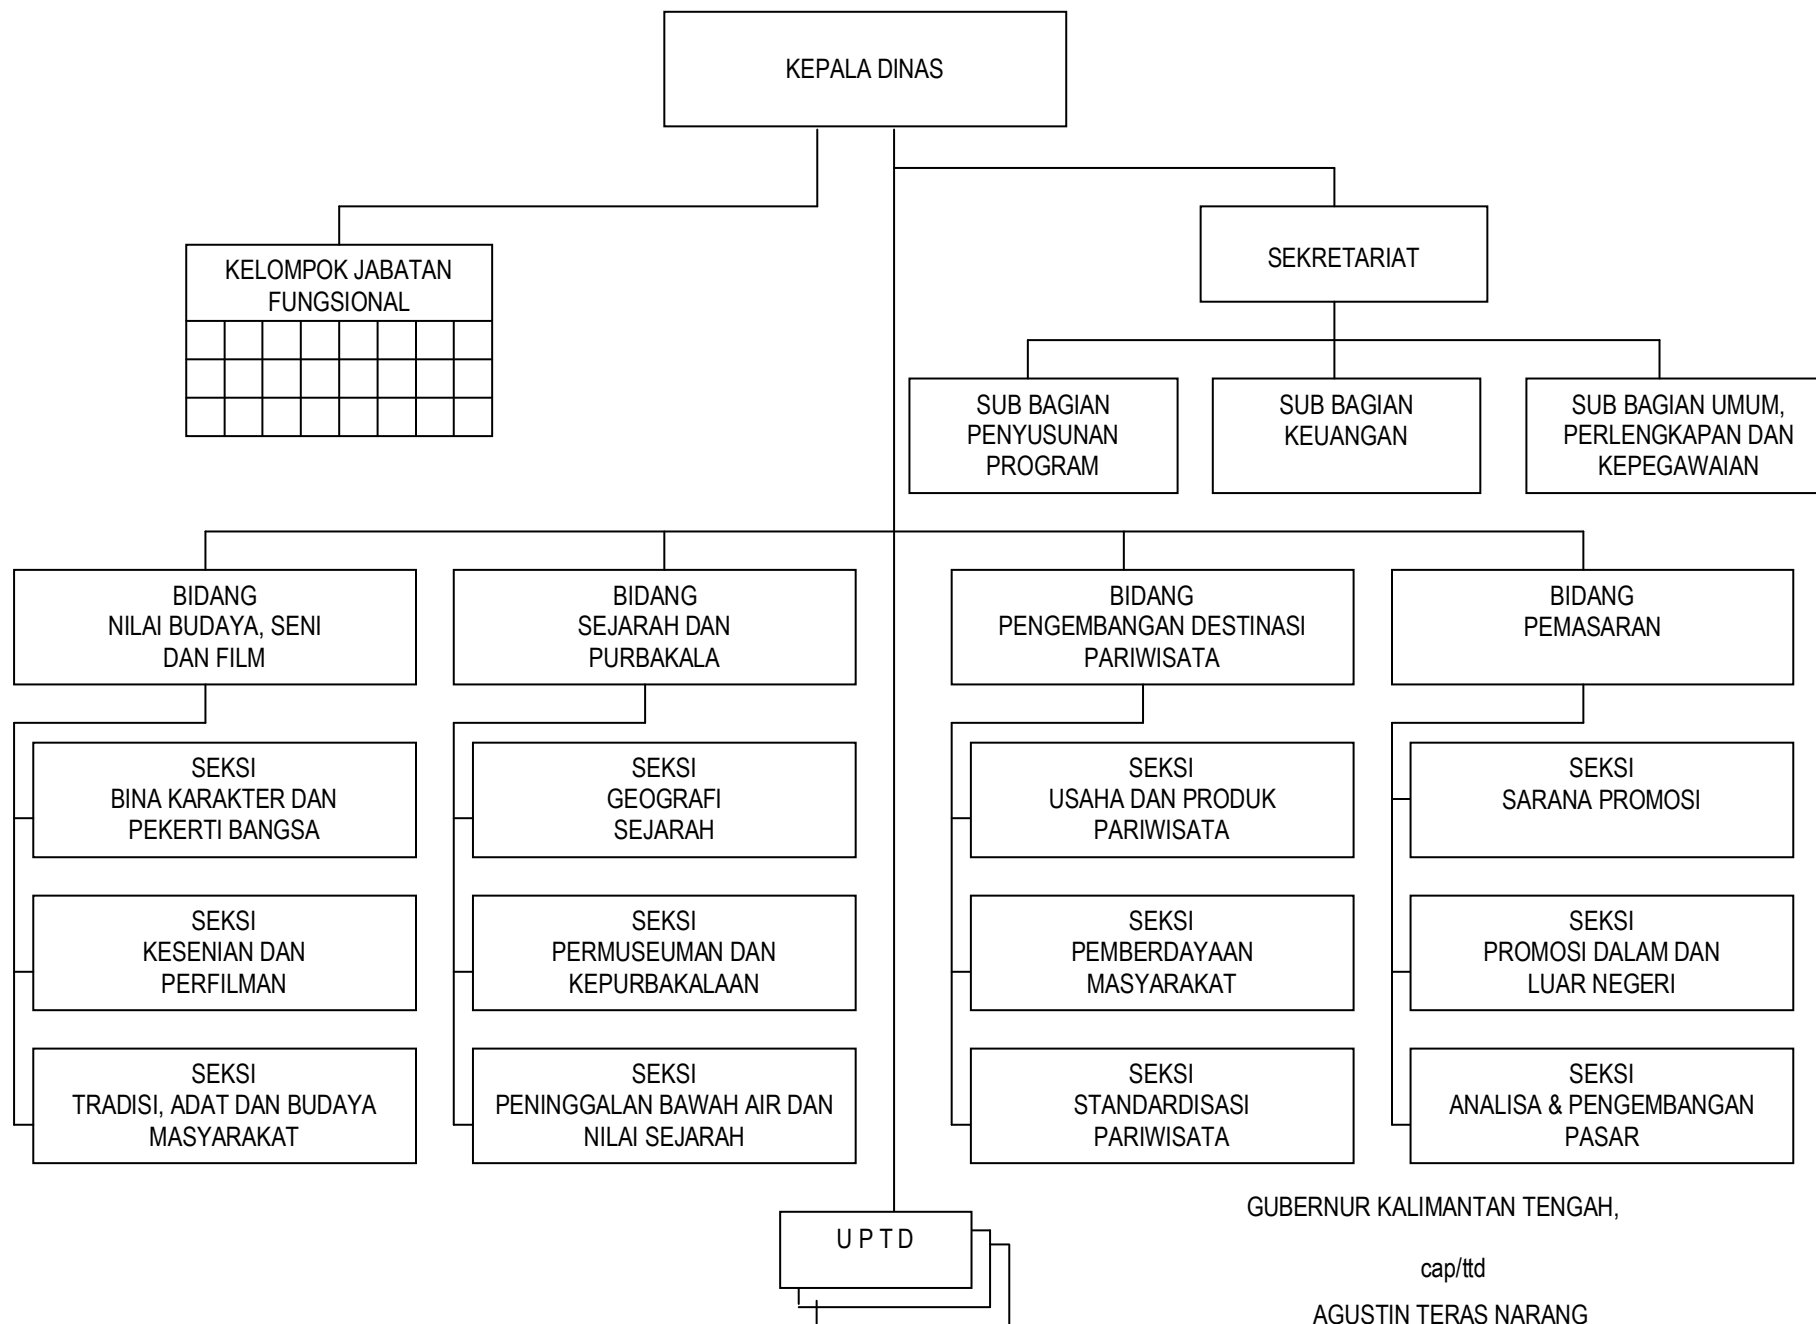 KEPALA DINAS
KELOMPOK JABATAN
FUNGSIONAL
SEKRETARIAT
SUB BAGIAN
PENYUSUNAN
PROGRAM
SUB BAGIAN
KEUANGAN
SUB BAGIAN UMUM,
PERLENGKAPAN DAN
KEPEGAWAIAN
BIDANG
NILAI BUDAYA, SENI
DAN FILM
BIDANG
SEJARAH DAN
PURBAKALA
BIDANG
PENGEMBANGAN DESTINASI
PARIWISATA
BIDANG
PEMASARAN
SEKSI
BINA KARAKTER DAN
PEKERTI BANGSA
SEKSI
GEOGRAFI
SEJARAH
SEKSI
USAHA DAN PRODUK
PARIWISATA
SEKSI
SARANA PROMOSI
SEKSI
KESENIAN DAN
PERFILMAN
SEKSI
PERMUSEUMAN DAN
KEPURBAKALAAN
SEKSI
PEMBERDAYAAN
MASYARAKAT
SEKSI
PROMOSI DALAM DAN
LUAR NEGERI
SEKSI
TRADISI, ADAT DAN BUDAYA
MASYARAKAT
SEKSI
PENINGGALAN BAWAH AIR DAN
NILAI SEJARAH
SEKSI
STANDARDISASI
PARIWISATA
SEKSI
ANALISA & PENGEMBANGAN
PASAR
U P T D
GUBERNUR KALIMANTAN TENGAH,
cap/ttd
AGUSTIN TERAS NARANG